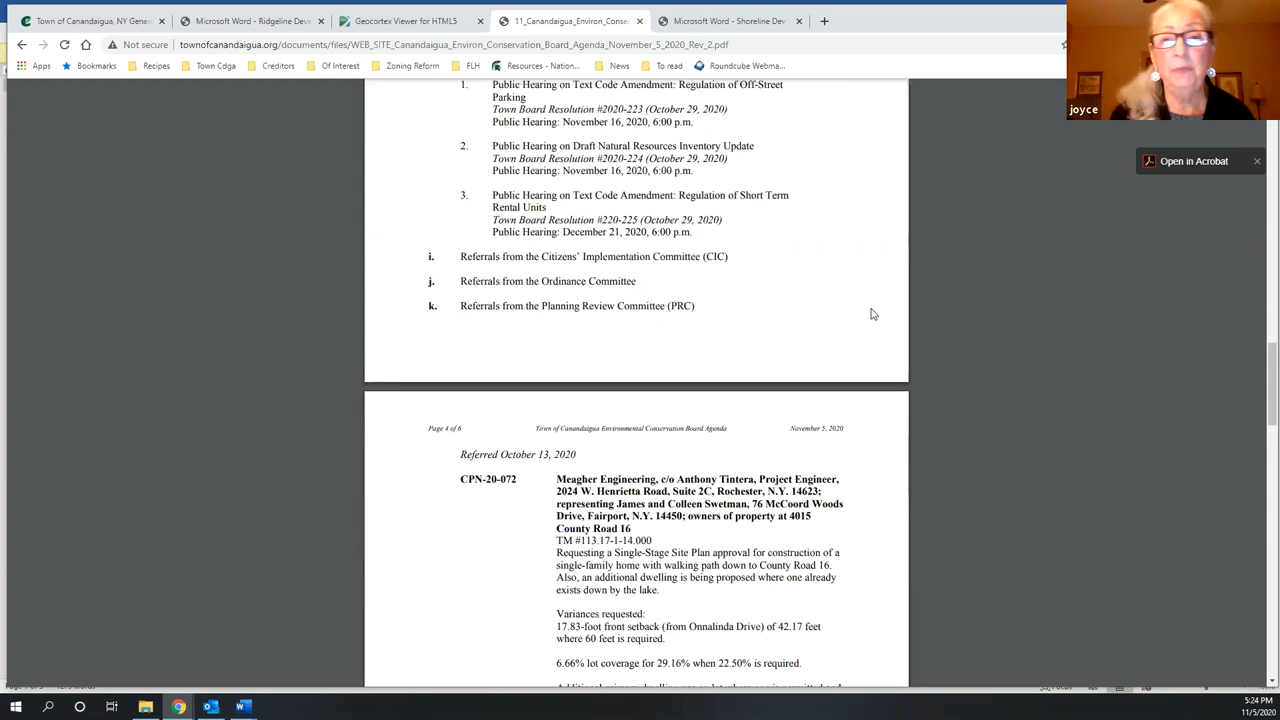 Town of Canandaigua, NY Gener
Microsoft Word - Ridgeline Deve
Geocortex Viewer for HTML5
11_Canandaigua_Environ_Conse
Microsoft Word - Shoreline Dev
Not secure
townofcanandaigua.org/documents/files/WEB_SITE_Canandaigua_Environ_Conservation_Board_Agenda_November_5_2020_Rev_2.pdf
Apps Bookmarks Recipes Town Cdga Creditors Of Interest Zoning Reform FLH Resources - Nation... News To read Roundcube Webma...
joyce
Open in Acrobat
1. Public Hearing on Text Code Amendment: Regulation of Off-Street
Parking
Town Board Resolution #2020-223 (October 29, 2020)
Public Hearing: November 16, 2020, 6:00 p.m.
2. Public Hearing on Draft Natural Resources Inventory Update
Town Board Resolution #2020-224 (October 29, 2020)
Public Hearing: November 16, 2020, 6:00 p.m.
3. Public Hearing on Text Code Amendment: Regulation of Short Term
Rental Units
Town Board Resolution #220-225 (October 29, 2020)
Public Hearing: December 21, 2020, 6:00 p.m.
i. Referrals from the Citizens' Implementation Committee (CIC)
j. Referrals from the Ordinance Committee
k. Referrals from the Planning Review Committee (PRC)
Page 4 of 6 Town of Canandaigua Environmental Conservation Board Agenda November 5, 2020
Referred October 13, 2020
CPN-20-072 Meagher Engineering, c/o Anthony Tintera, Project Engineer,
2024 W. Henrietta Road, Suite 2C, Rochester, N.Y. 14623;
representing James and Colleen Swetman, 76 McCoord Woods
Drive, Fairport, N.Y. 14450; owners of property at 4015
County Road 16
TM #113.17-1-14.000
Requesting a Single-Stage Site Plan approval for construction of a
single-family home with walking path down to County Road 16.
Also, an additional dwelling is being proposed where one already
exists down by the lake.
Variances requested:
17.83-foot front setback (from Onnalinda Drive) of 42.17 feet
where 60 feet is required.
6.66% lot coverage for 29.16% when 22.50% is required.
5:24 PM
11/5/2020